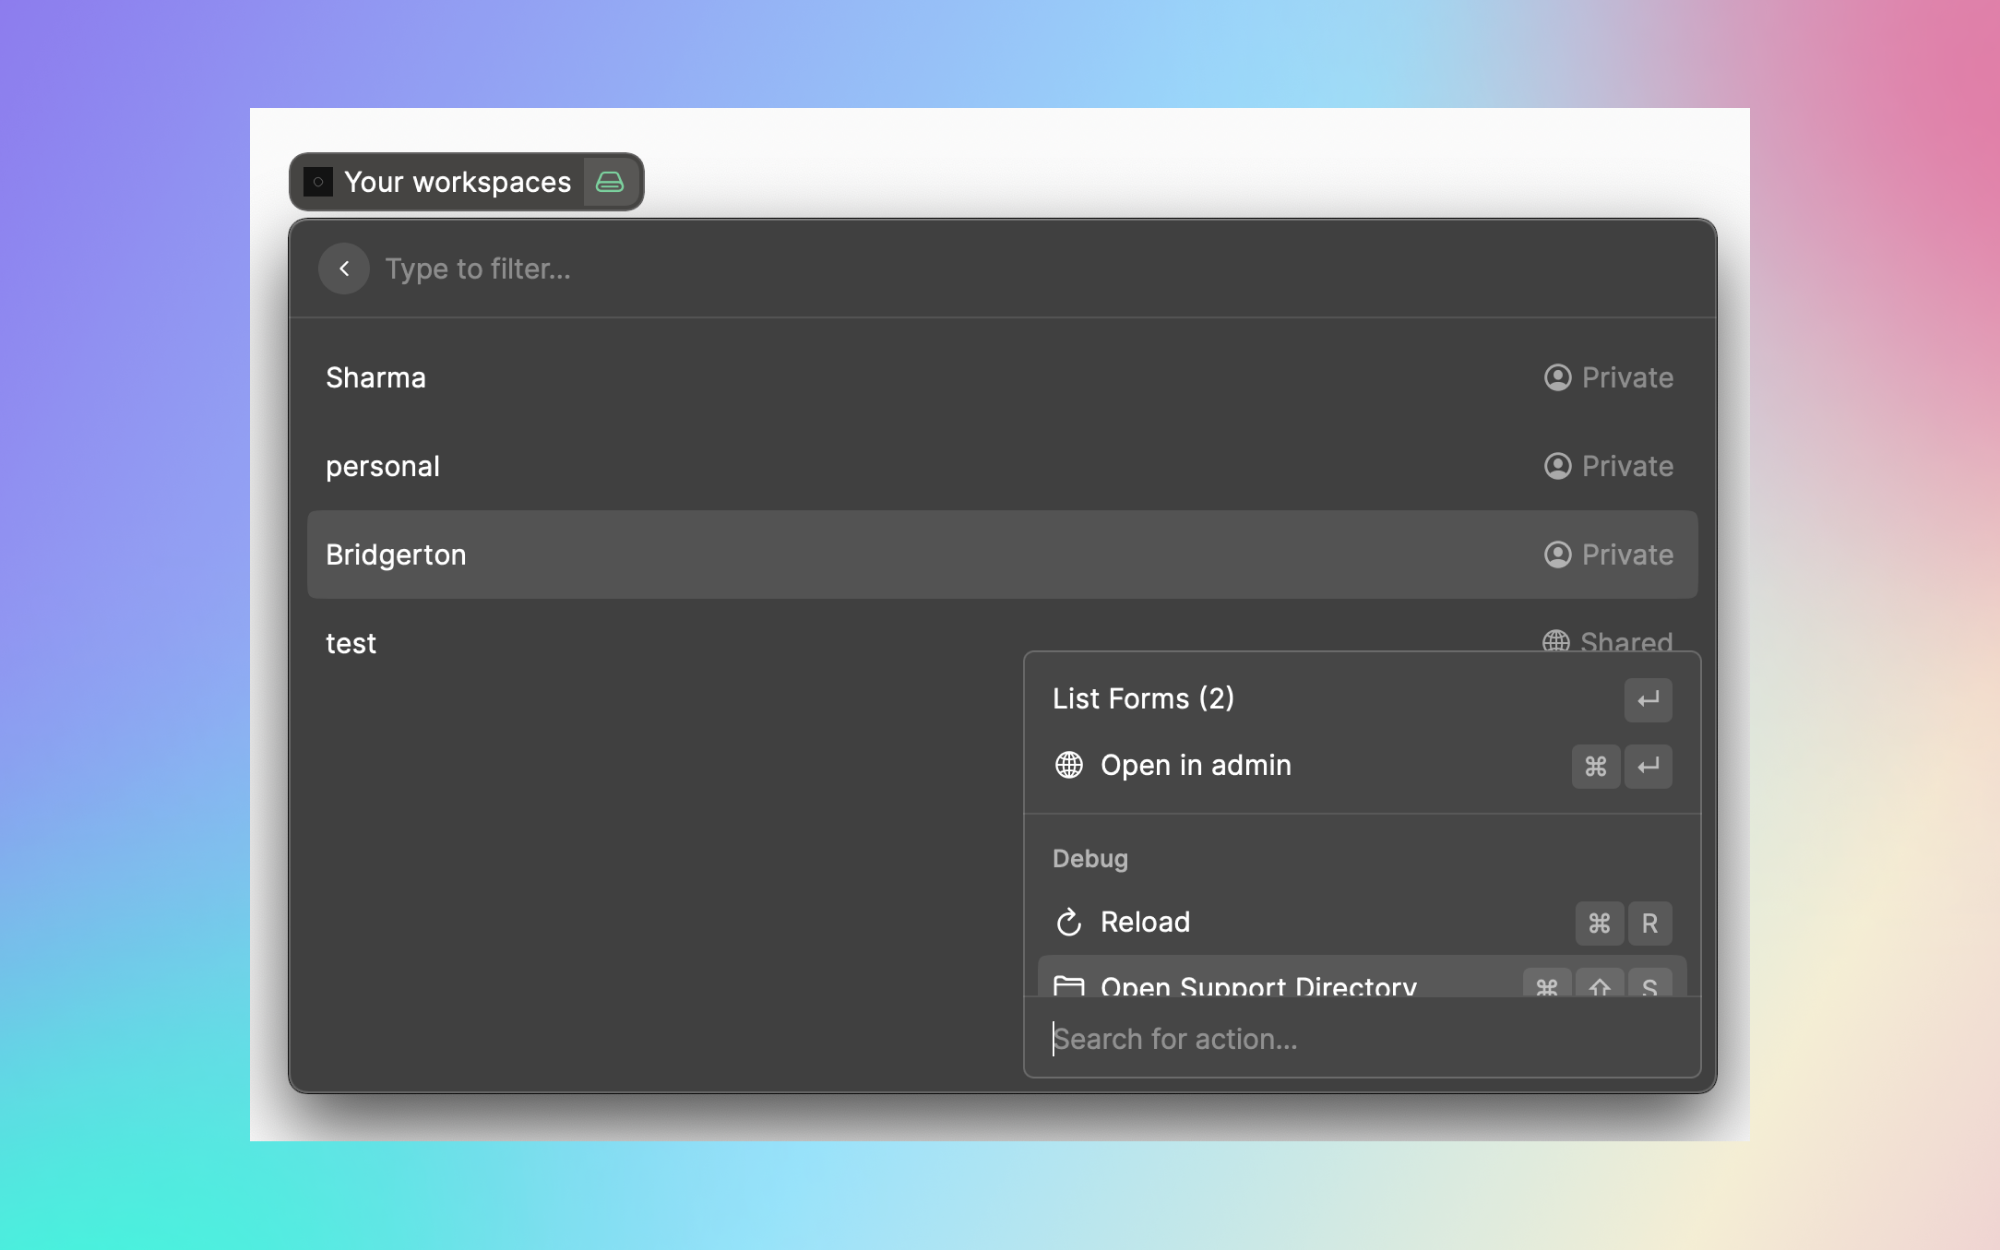 Your workspaces
Type to filter...
Sharma Private
personal Private
Bridgerton Private
test Shared
List Forms (2)
Open in admin ⌘ ↵
Debug
Reload ⌘ R
Open Support Directory ⌘ ⇧ S
Search for action...